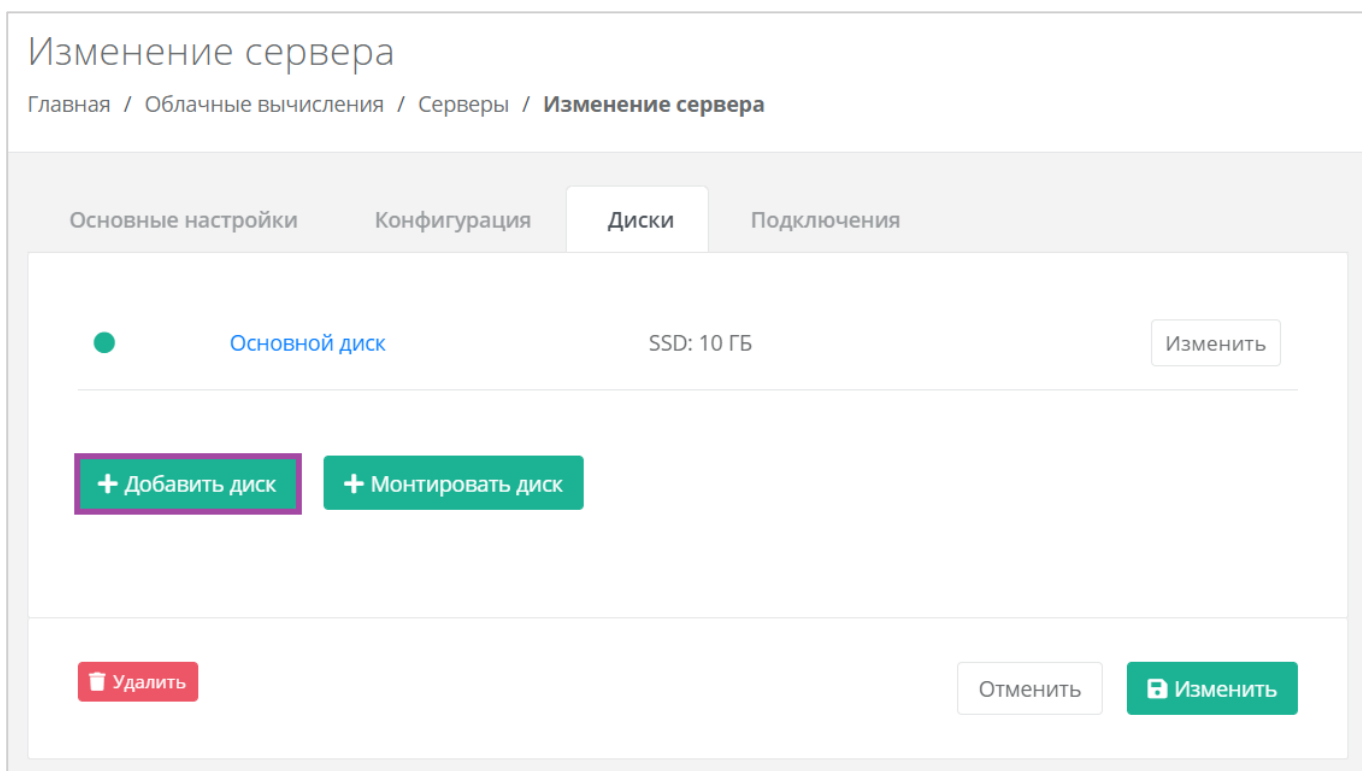 Изменение сервера
Главная / Облачные вычисления / Серверы / Изменение сервера
Основные настройки Конфигурация Диски Подключения
Основной диск SSD: 10 ГБ Изменить
+ Добавить диск + Монтировать диск
Удалить Отменить Изменить